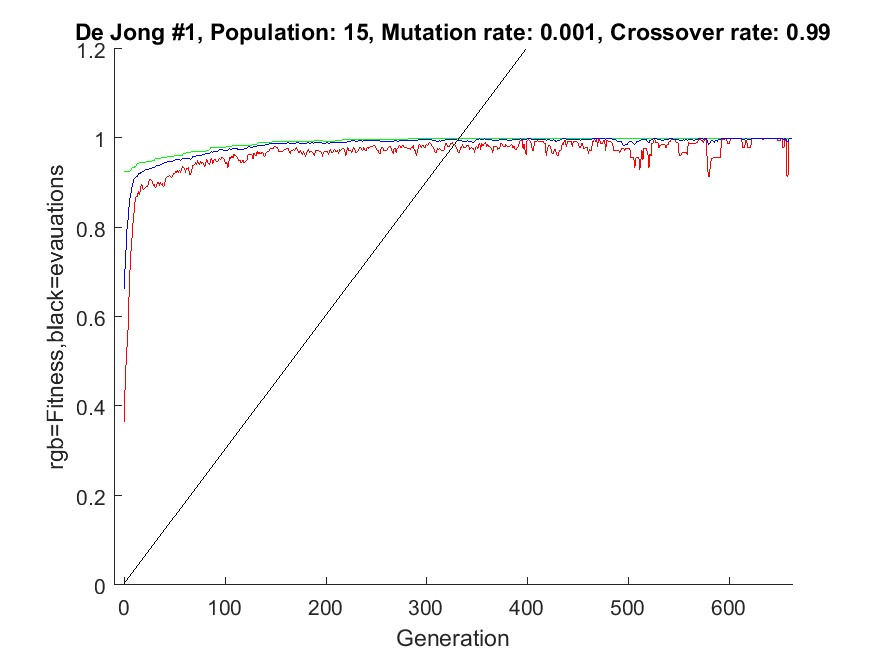 De Jong #1, Population: 15, Mutation rate: 0.001, Crossover rate: 0.99
rgb=Fitness,black=evauations
1.2
1
0.8
0.6
0.4
0.2
0
0 100 200 300 400 500 600
Generation